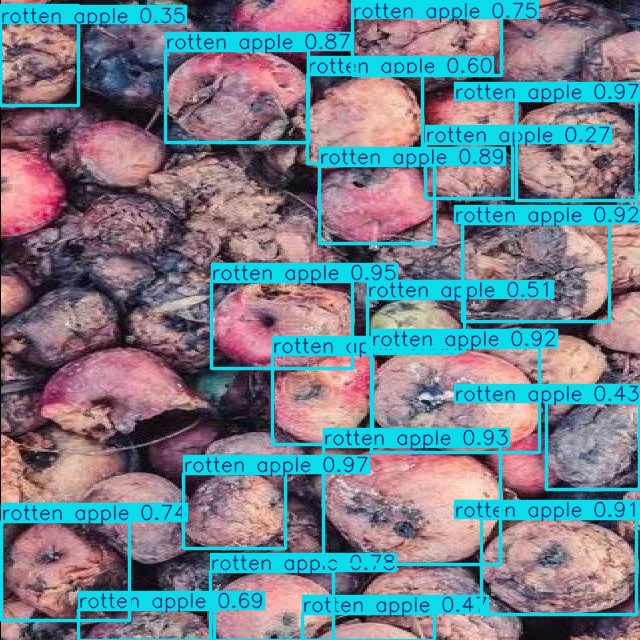 rotten apple 0.35
rotten apple 0.75
rotten apple 0.87
rotten apple 0.60
rotten apple 0.97
rotten apple 0.27
rotten apple 0.89
rotten apple 0.92
rotten apple 0.95
rotten apple 0.51
rotten
rotten apple 0.92
rotten apple 0.43
rotten apple 0.93
rotten apple 0.97
rotten apple 0.74
rotten apple 0.91
rotten apple 0.78
rotten apple 0.69
rotten apple 0.47